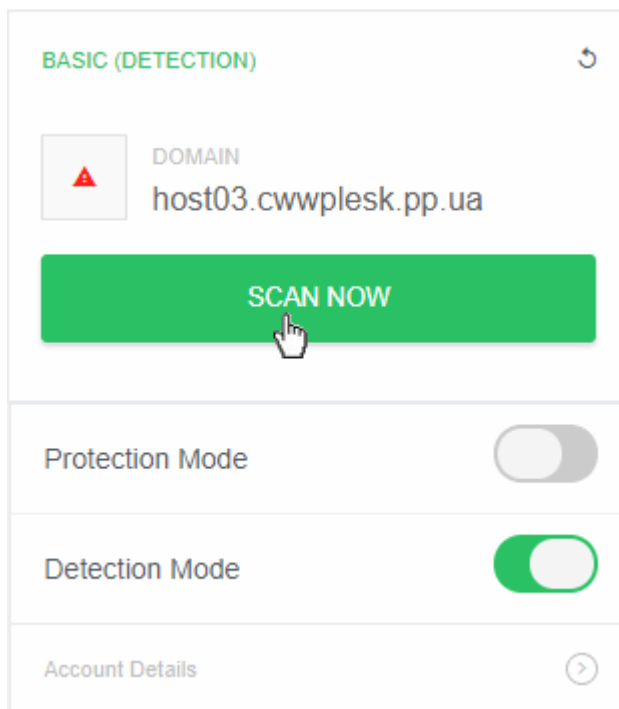 BASIC (DETECTION)
DOMAIN
host03.cwwplesk.pp.ua
SCAN NOW
Protection Mode
Detection Mode
Account Details